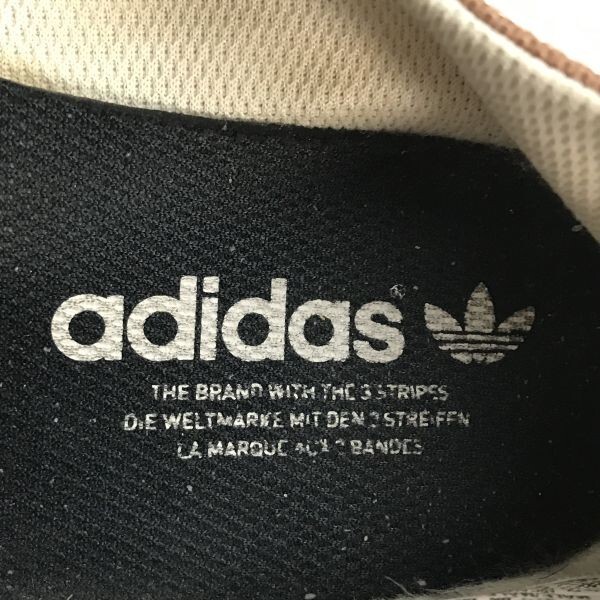 adidas®
THE BRAND WITH THE 3 STRIPES
DIE WELTMARKE MIT DEN 3 STREIFEN
LA MARQUE AUX 3 BANDES